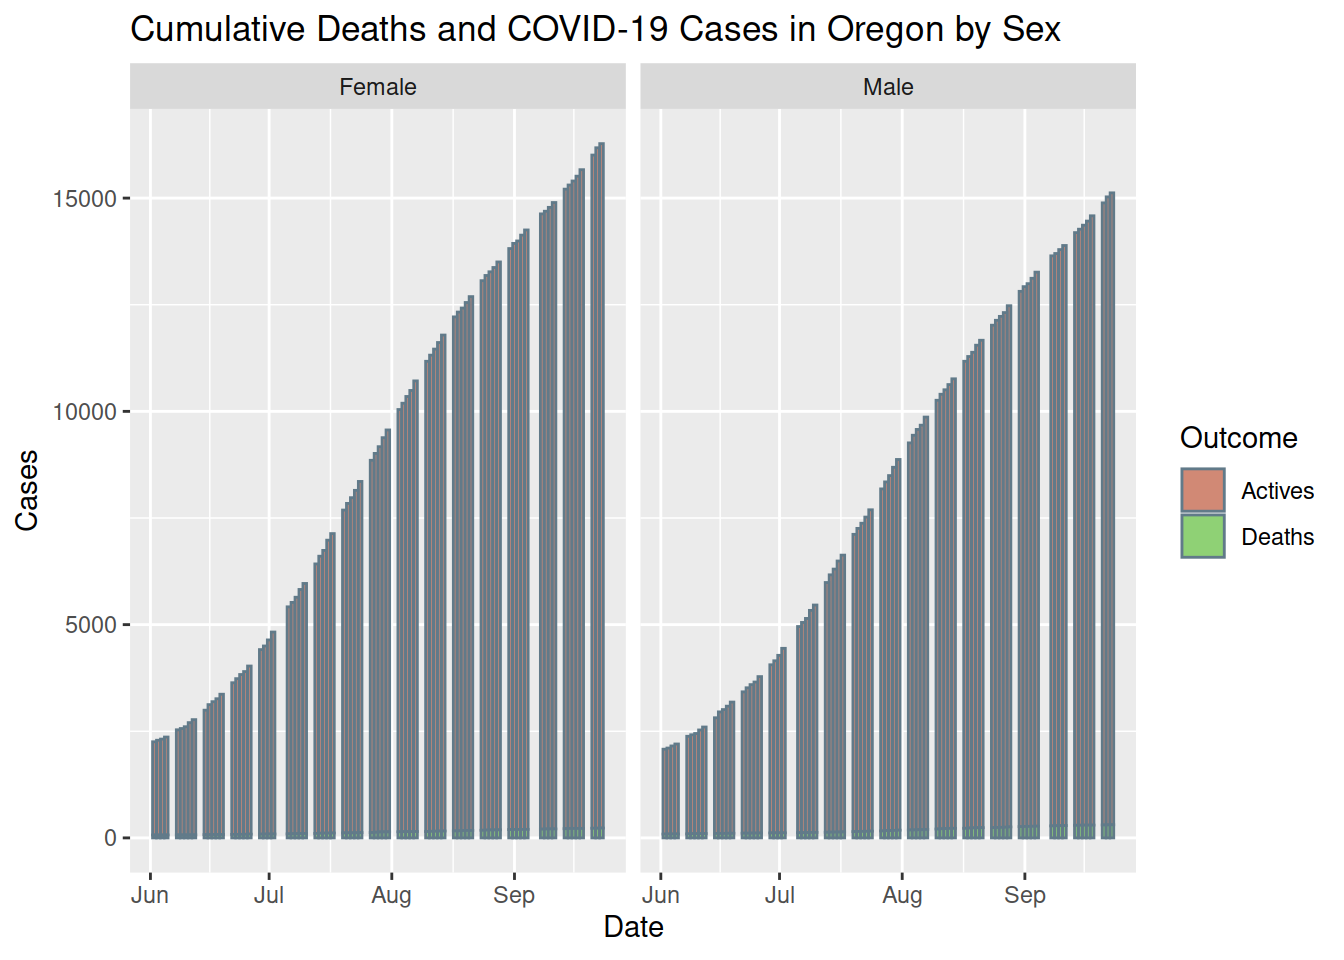 Cumulative Deaths and COVID-19 Cases in Oregon by Sex
Female
Male
15000
10000
5000
0
Cases
Jun
Jul
Aug
Sep
Jun
Jul
Aug
Sep
Date
Outcome
Actives
Deaths